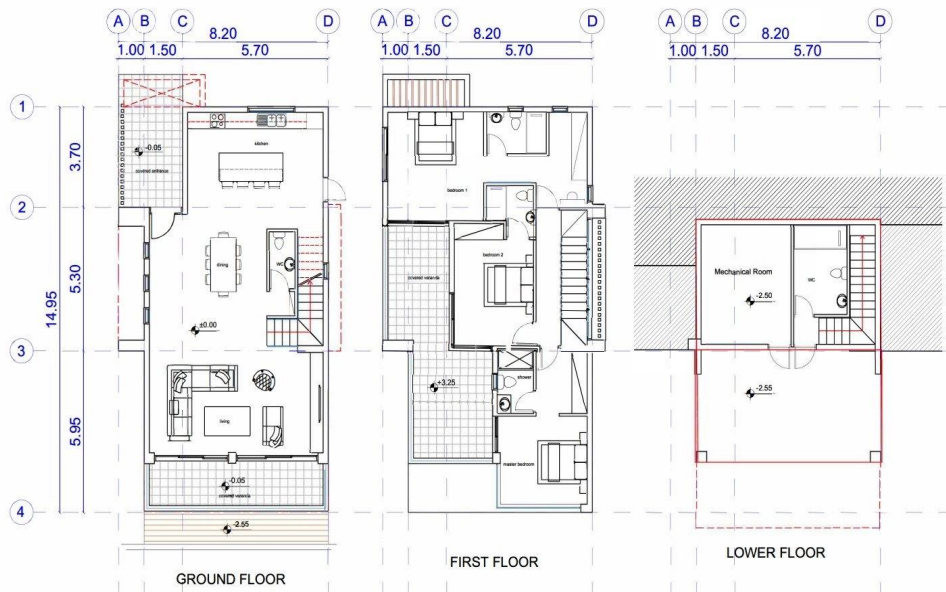 A B C D
8.20
1.00 1.50 5.70
1
2
3
4
3.70
5.30
5.95
14.95
-0.05
covered entrance
kitchen
dining
WC
±0.00
living
-0.05
covered veranda
-2.55
GROUND FLOOR
A B C D
8.20
1.00 1.50 5.70
bedroom 1
bedroom 2
covered veranda
+3.25
shower
master bedroom
FIRST FLOOR
A B C D
8.20
1.00 1.50 5.70
Mechanical Room
-2.50
WC
-2.55
LOWER FLOOR